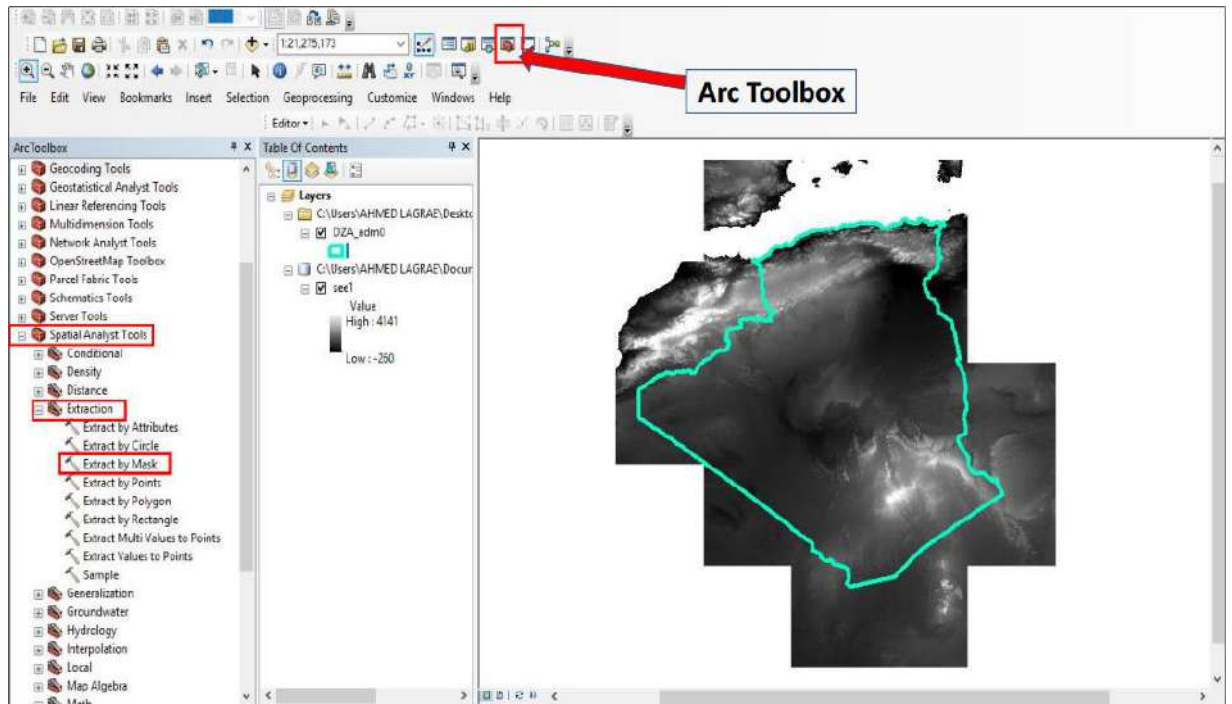 1:21,275,173
Arc Toolbox
File Edit View Bookmarks Insert Selection Geoprocessing Customize Windows Help
Editor
ArcToolbox
Geocoding Tools
Geostatistical Analyst Tools
Linear Referencing Tools
Multidimension Tools
Network Analyst Tools
OpenStreetMap Toolbox
Parcel Fabric Tools
Schematics Tools
Server Tools
Spatial Analyst Tools
Conditional
Density
Distance
Extraction
Extract by Attributes
Extract by Circle
Extract by Mask
Extract by Points
Extract by Polygon
Extract by Rectangle
Extract Multi Values to Points
Extract Values to Points
Sample
Generalization
Groundwater
Hydrology
Interpolation
Local
Map Algebra
Math
Table Of Contents
Layers
C:\Users\AHMED LAGRAE\Deskto
DZA_adm0
C:\Users\AHMED LAGRAE\Docur
see1
Value
High : 4141
Low : -260